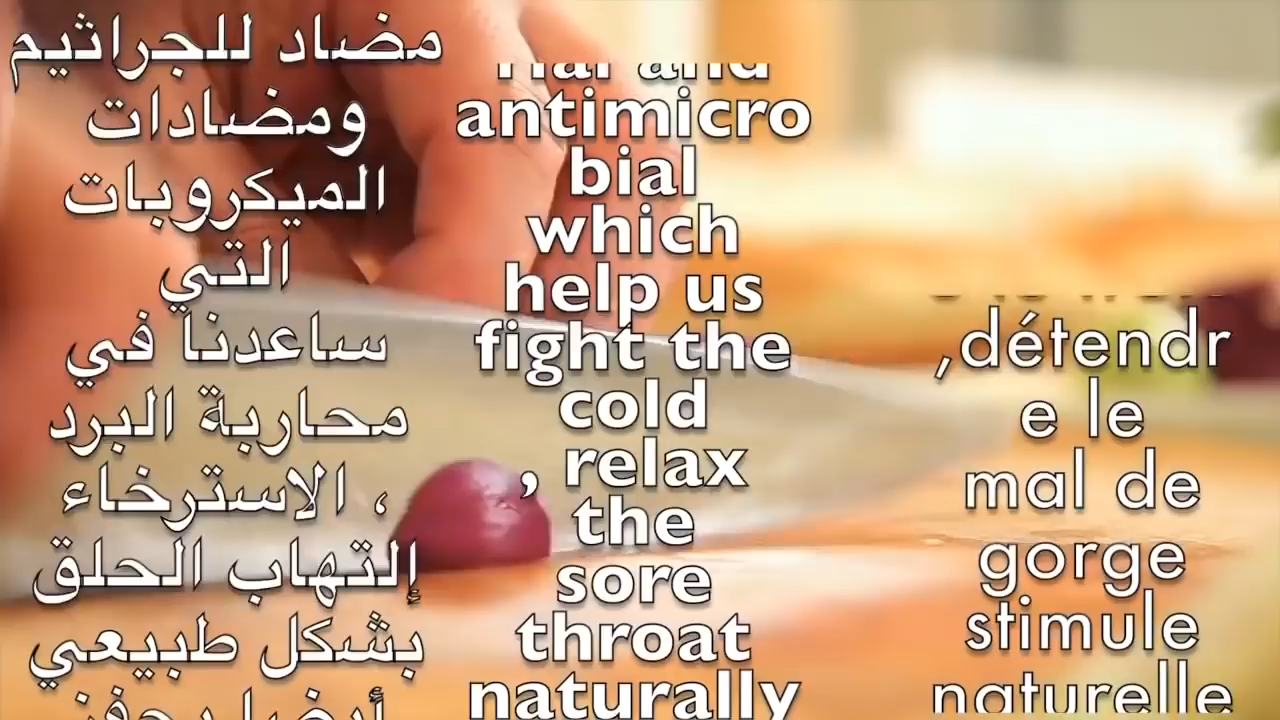 مضاد للجراثيم
ومضادات
الميكروبات
التي
ساعدنا في
محاربة البرد
، الاسترخاء
إلتهاب الحلق
بشكل طبيعي
antimicro
bial
which
help us
fight the
cold
, relax
the
sore
throat
naturally
,détendr
e le
mal de
gorge
stimule
naturelle